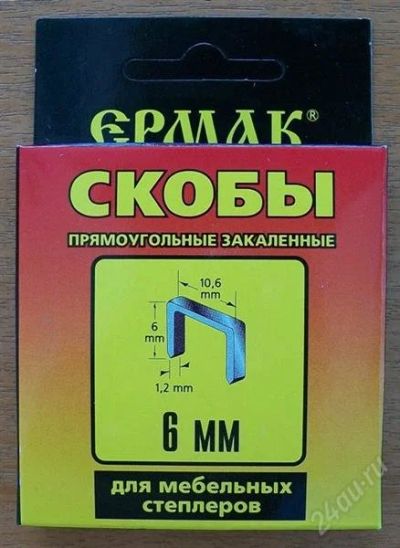 ЕРМАК®
СКОБЫ
ПРЯМОУГОЛЬНЫЕ ЗАКАЛЕННЫЕ
10,6
mm
6
mm
1,2 mm
6 мм
для мебельных
степлеров
24au.ru